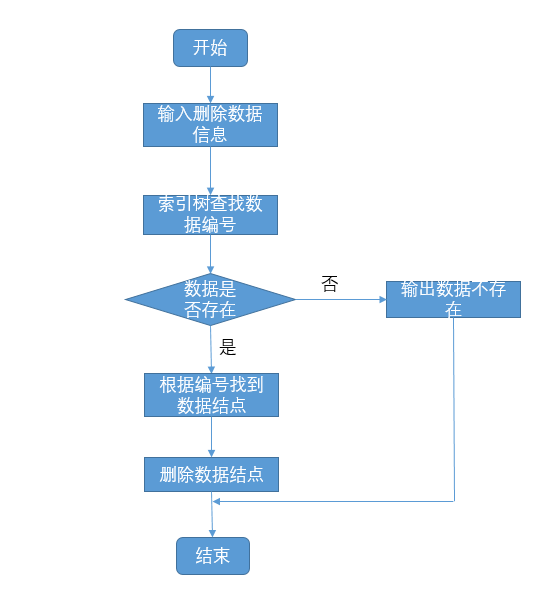 开始
输入删除数据
信息
索引树查找数
据编号
数据是
否存在
否
输出数据不存
在
是
根据编号找到
数据结点
删除数据结点
结束